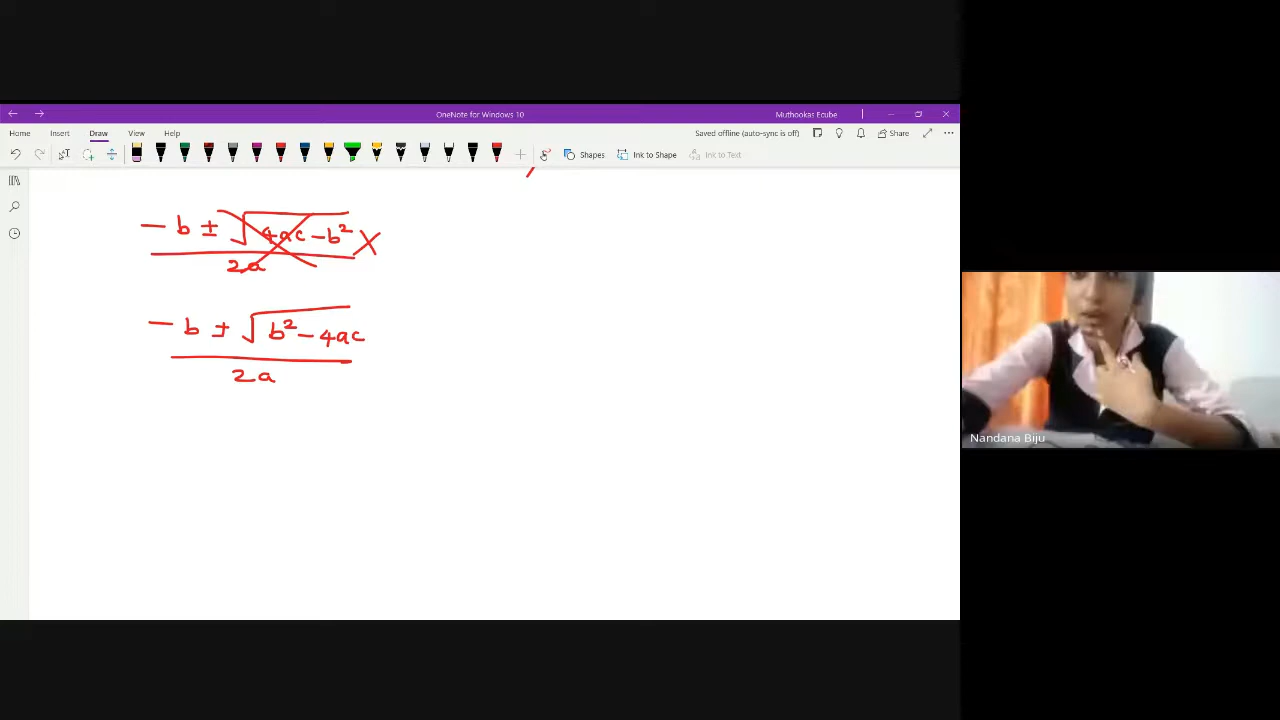 OneNote for Windows 10
Muthookas Ecube
Home Insert Draw View Help
Saved offline (auto-sync is off)
Share
Shapes
Ink to Shape
Ink to Text
− b ± √4ac − b² X
2a
− b ± √b² − 4ac
2a
Nandana Biju